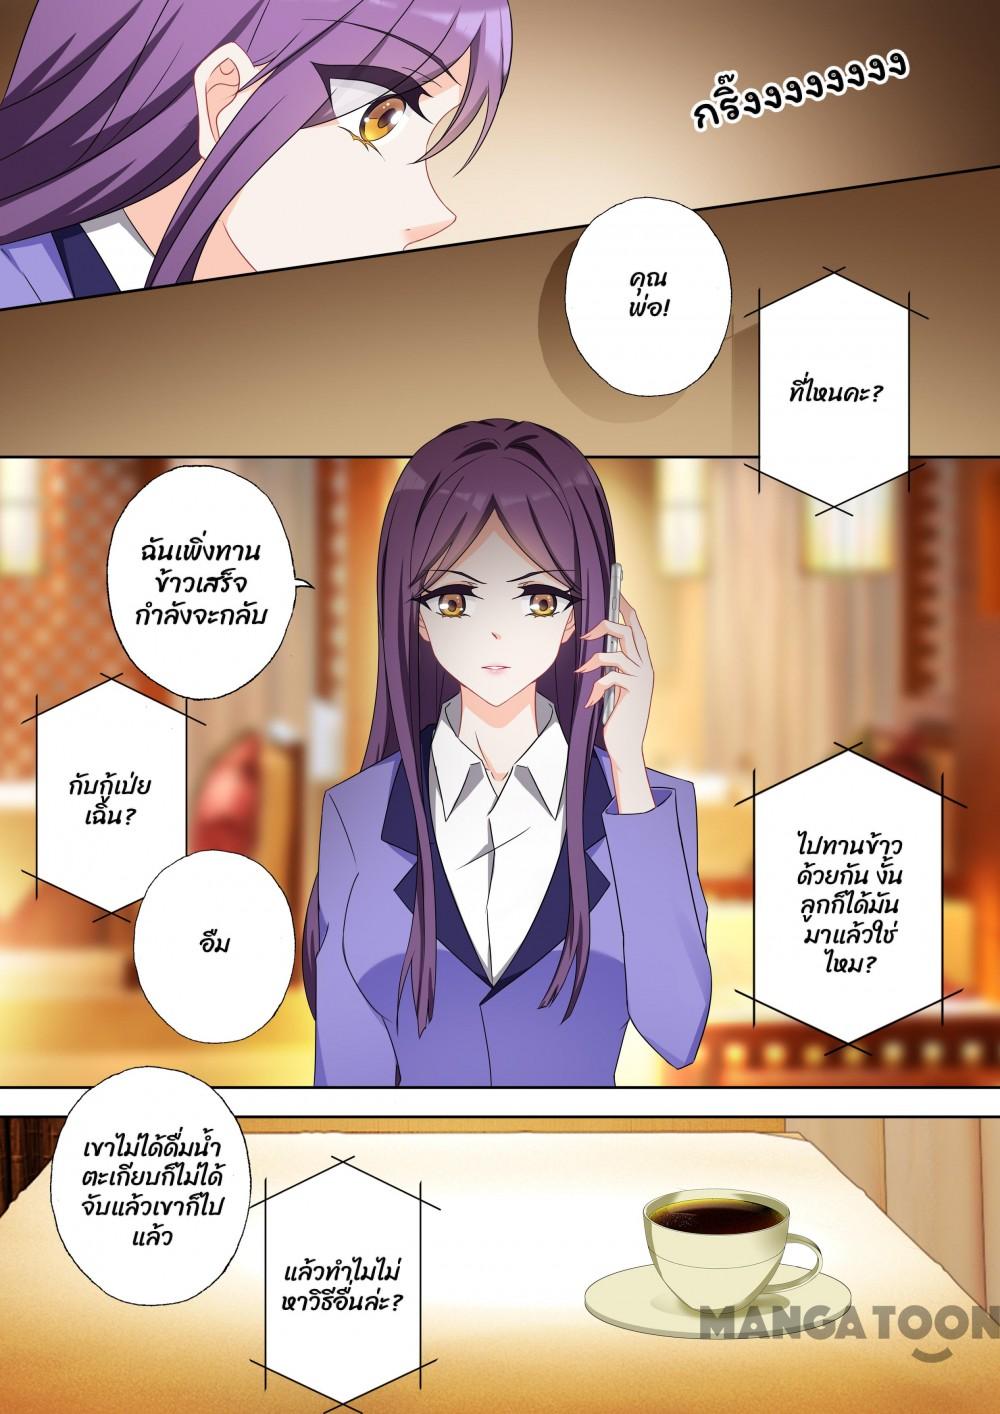 กริ๊งงงงงงงงง
คุณ
พ่อ!
ที่ไหนคะ?
ฉันเพิ่งทาน
ข้าวเสร็จ
กำลังจะกลับ
กับกู้เป่ย
เฉิน?
อืม
ไปทานข้าว
ด้วยกัน งั้น
ลูกก็ได้มัน
มาแล้วใช่
ไหม?
เขาไม่ได้ดื่มน้ำ
ตะเกียบก็ไม่ได้
จับแล้วเขาก็ไป
แล้ว
แล้วทำไมไม่
หาวิธีอื่นล่ะ?
MANGATOON